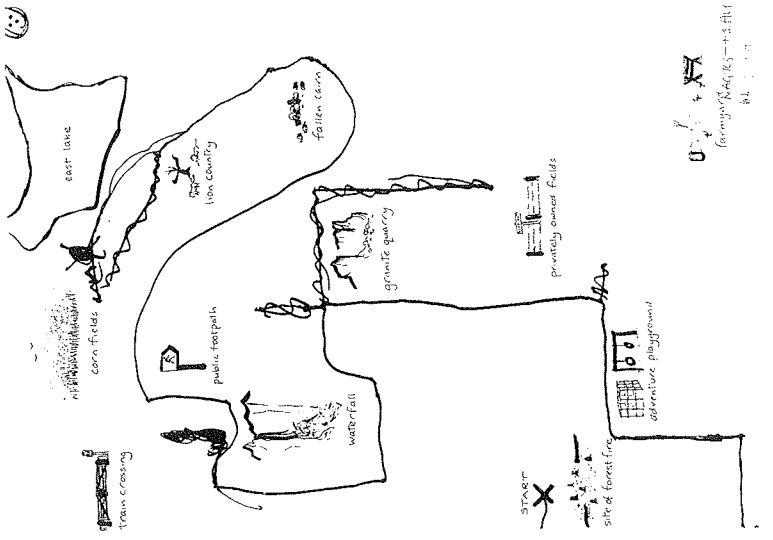 east lake
corn fields
train crossing
lion country
public footpath
fallen cairn
waterfall
granite quarry
START
privately owned fields
site of forest fire
adventure playground
farmyard